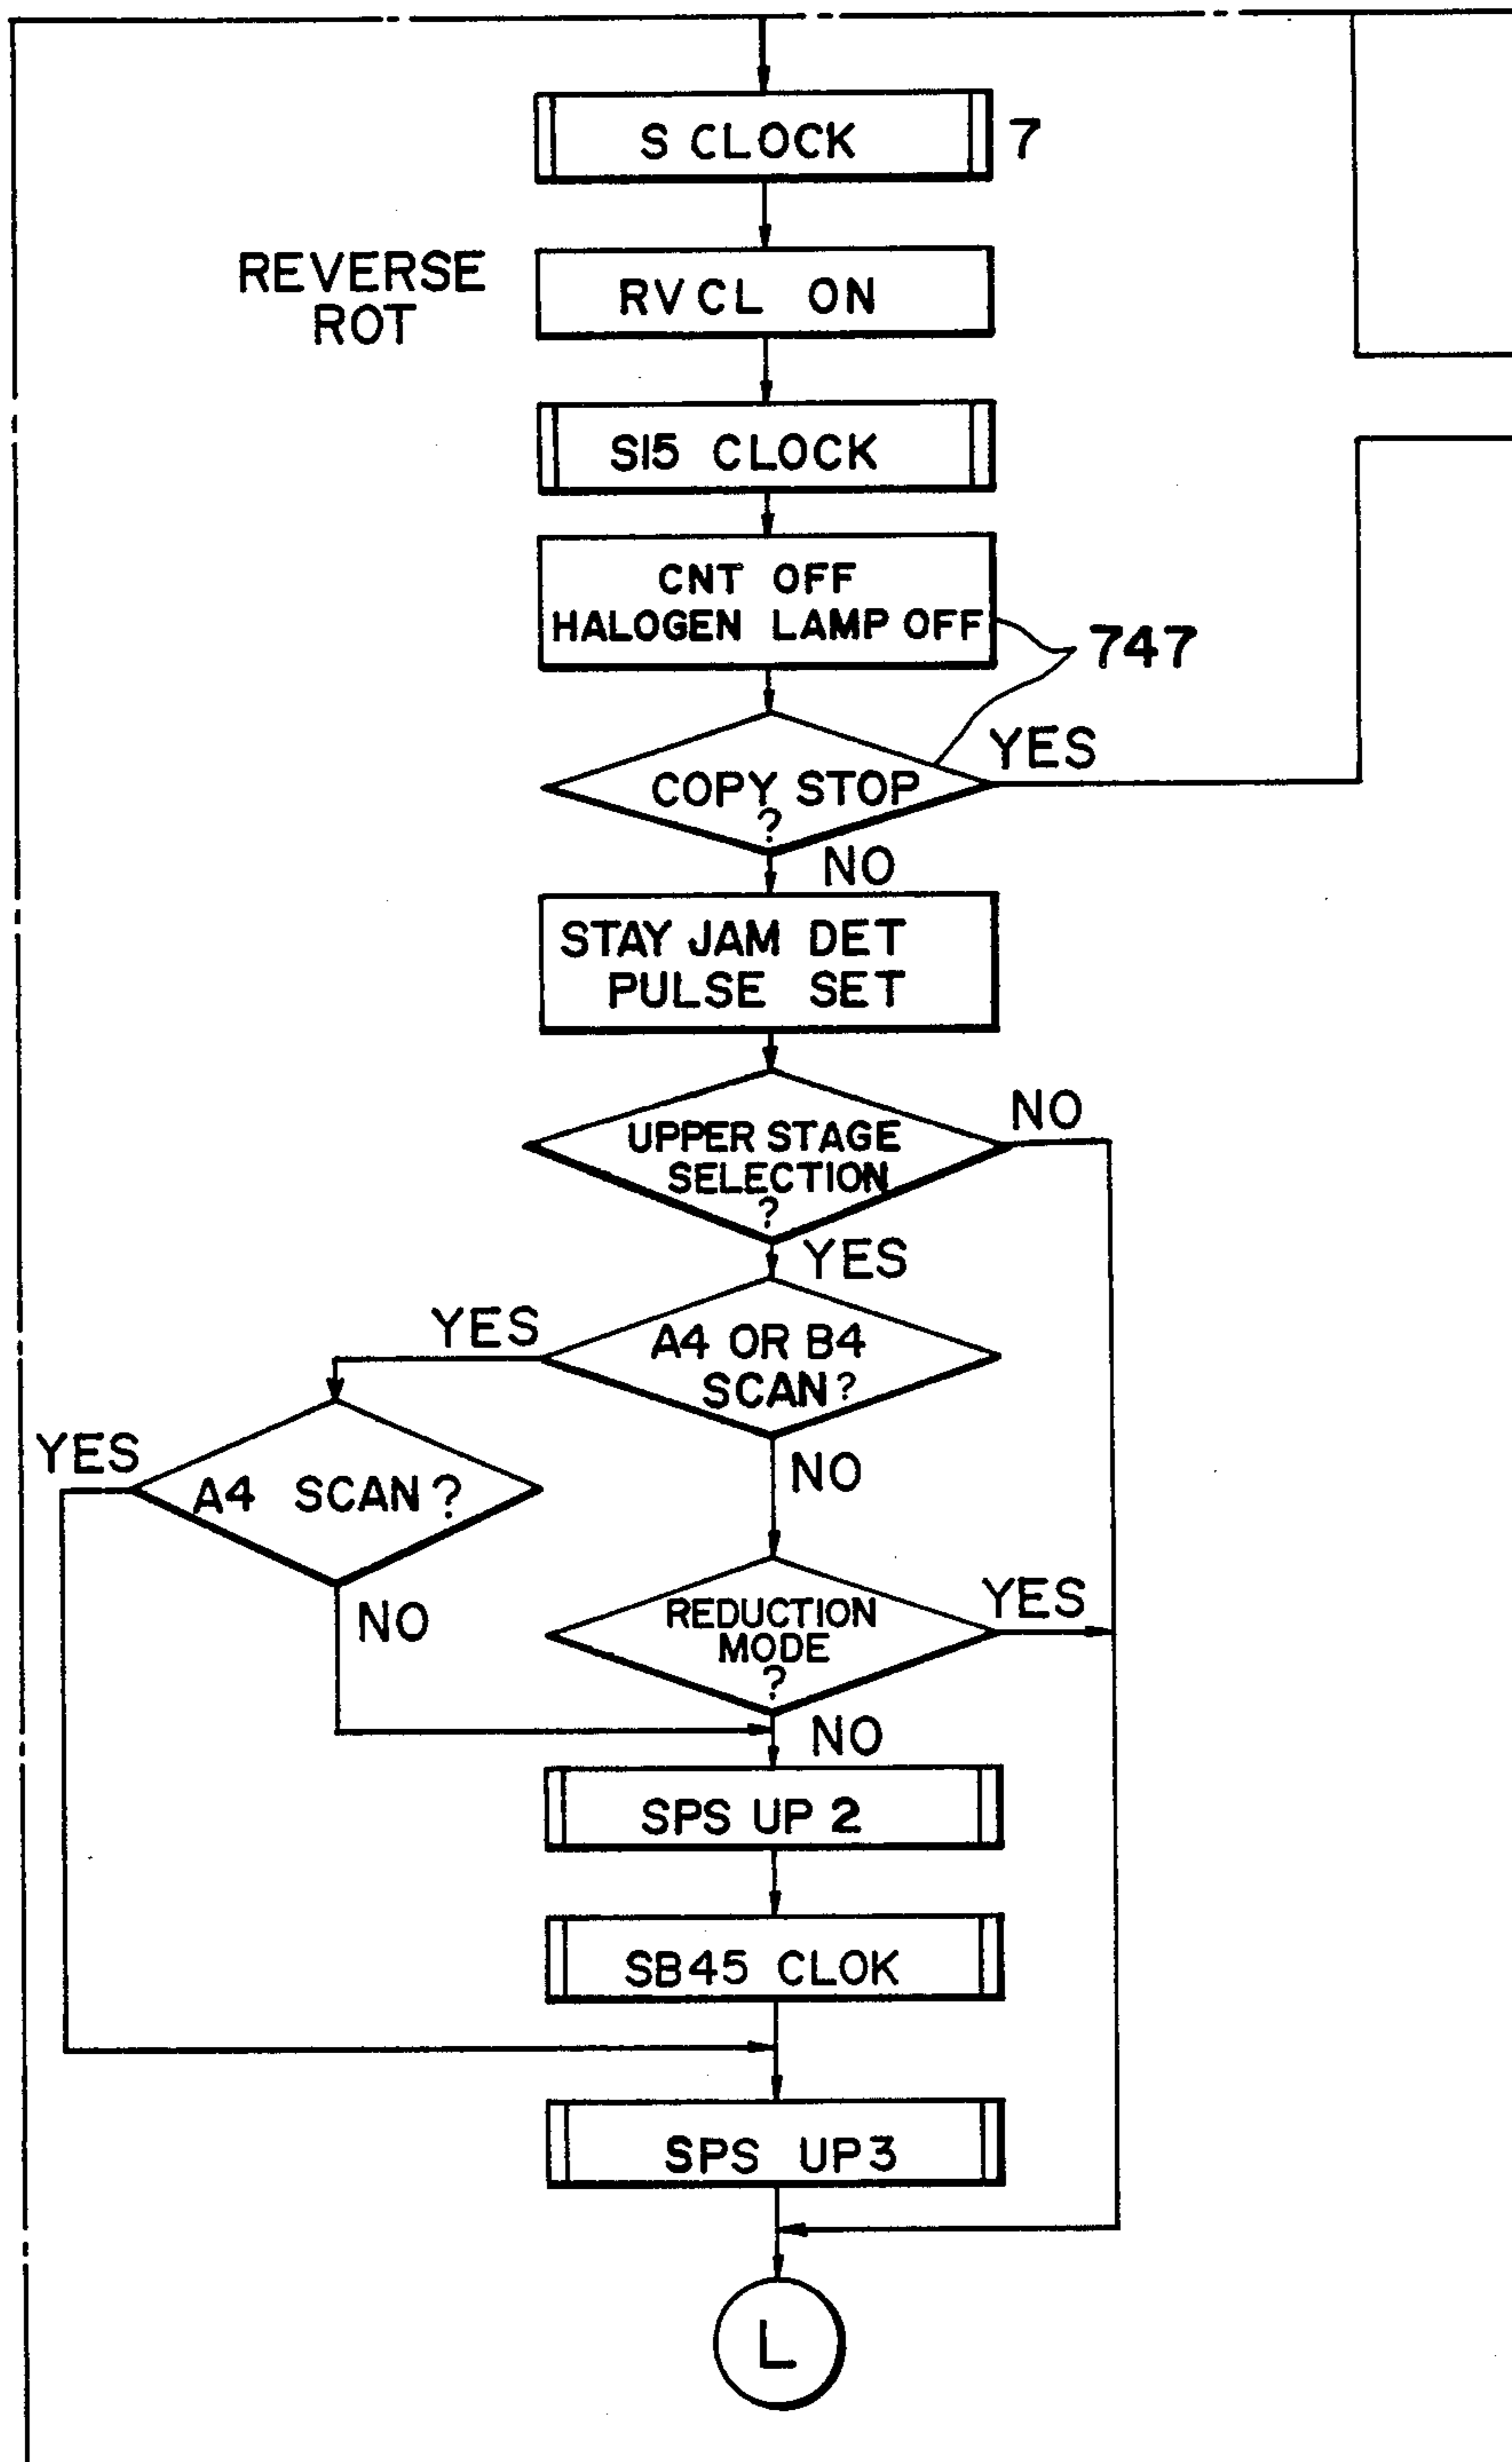 S CLOCK
7
REVERSE
ROT
RVCL ON
S15 CLOCK
CNT OFF
HALOGEN LAMP OFF
747
COPY STOP
?
YES
NO
STAY JAM DET
PULSE SET
UPPER STAGE
SELECTION
?
NO
YES
A4 OR B4
SCAN?
YES
NO
A4 SCAN?
YES
NO
REDUCTION
MODE
?
YES
NO
SPS UP 2
SB45 CLOK
SPS UP3
L